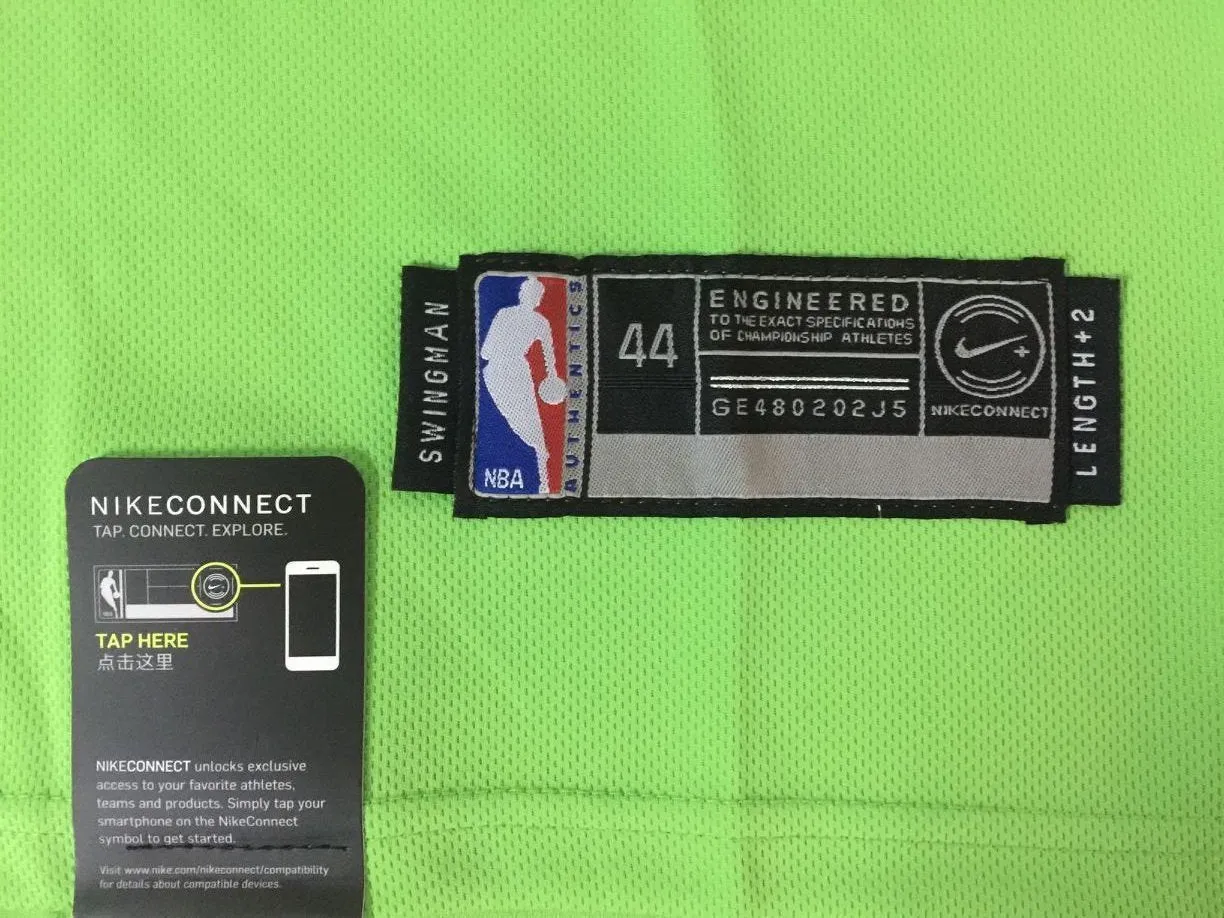 SWINGMAN
NBA
AUTHENTICS
44
ENGINEERED
TO THE EXACT SPECIFICATIONS
OF CHAMPIONSHIP ATHLETES
GE480202J5
NIKECONNECT
LENGTH+2
NIKECONNECT
TAP. CONNECT. EXPLORE.
TAP HERE
点击这里
NIKECONNECT unlocks exclusive
access to your favorite athletes,
teams and products. Simply tap your
smartphone on the NikeConnect
symbol to get started.
Visit www.nike.com/nikeconnect/compatibility
for details about compatible devices.